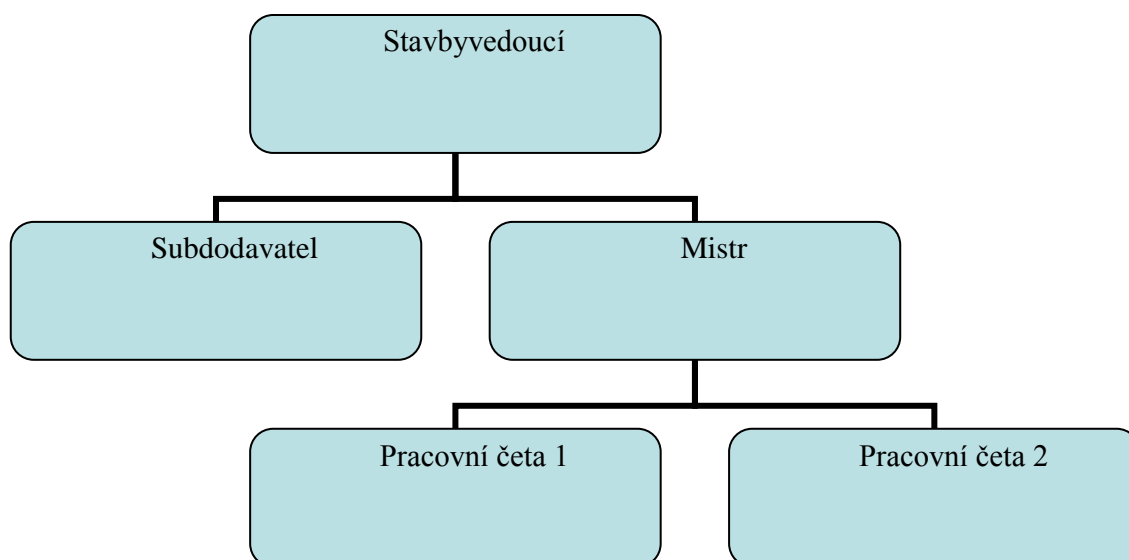 Stavbyvedoucí
Subdodavatel
Mistr
Pracovní četa 1
Pracovní četa 2